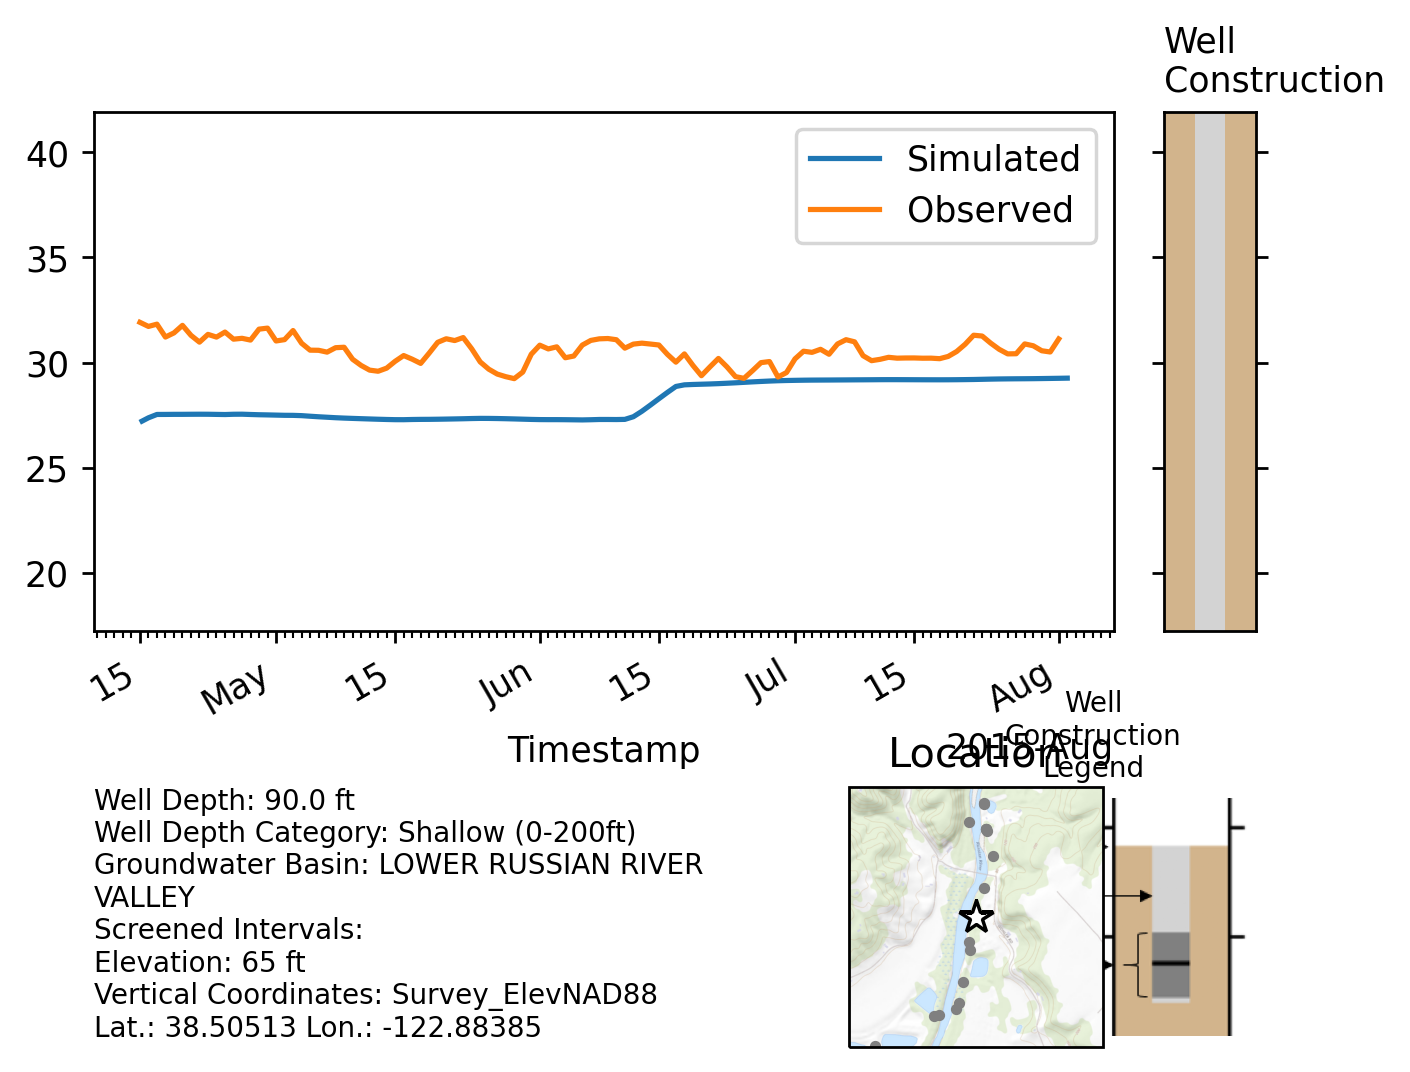 Well
Construction
40
35
30
25
20
Simulated
Observed
15
May
15
Jun
15
Jul
15
Aug
Timestamp
2015-Aug
Location
Well
Construction
Legend
Well Depth: 90.0 ft
Well Depth Category: Shallow (0-200ft)
Groundwater Basin: LOWER RUSSIAN RIVER
VALLEY
Screened Intervals:
Elevation: 65 ft
Vertical Coordinates: Survey_ElevNAD88
Lat.: 38.50513 Lon.: -122.88385